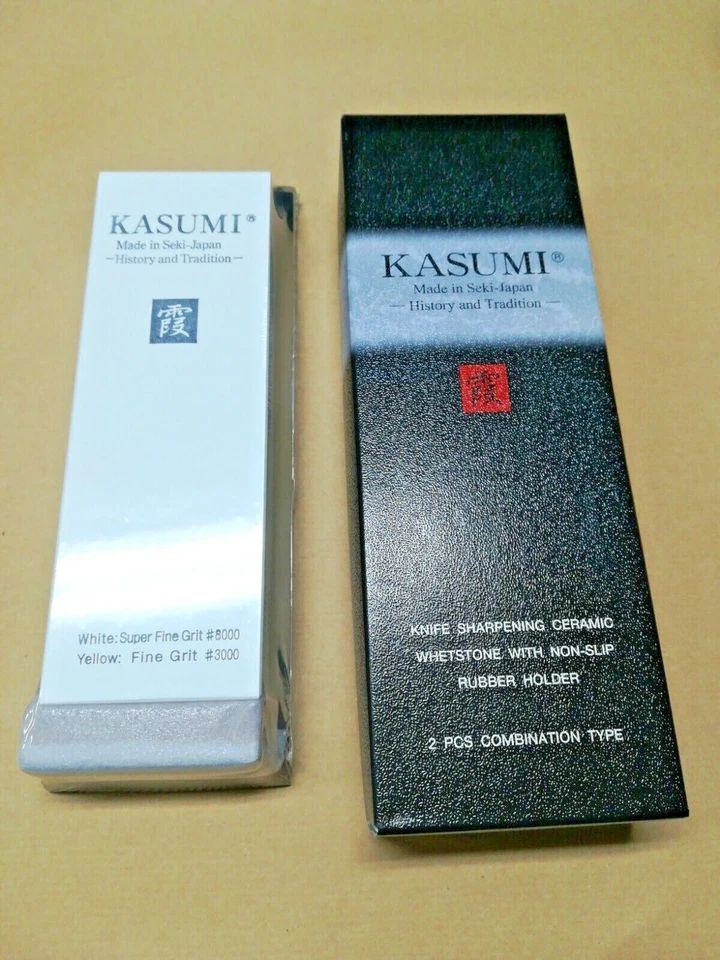 KASUMI®
Made in Seki-Japan
-History and Tradition-
霞
White: Super Fine Grit #8000
Yellow: Fine Grit #3000
KASUMI®
Made in Seki-Japan
— History and Tradition —
霞
KNIFE SHARPENING CERAMIC
WHETSTONE WITH NON-SLIP
RUBBER HOLDER
2 PCS COMBINATION TYPE